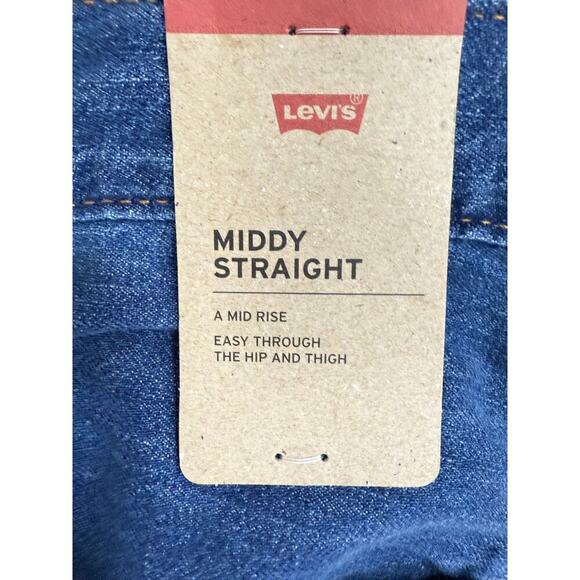 LEVI'S®
MIDDY
STRAIGHT
A MID RISE
EASY THROUGH
THE HIP AND THIGH